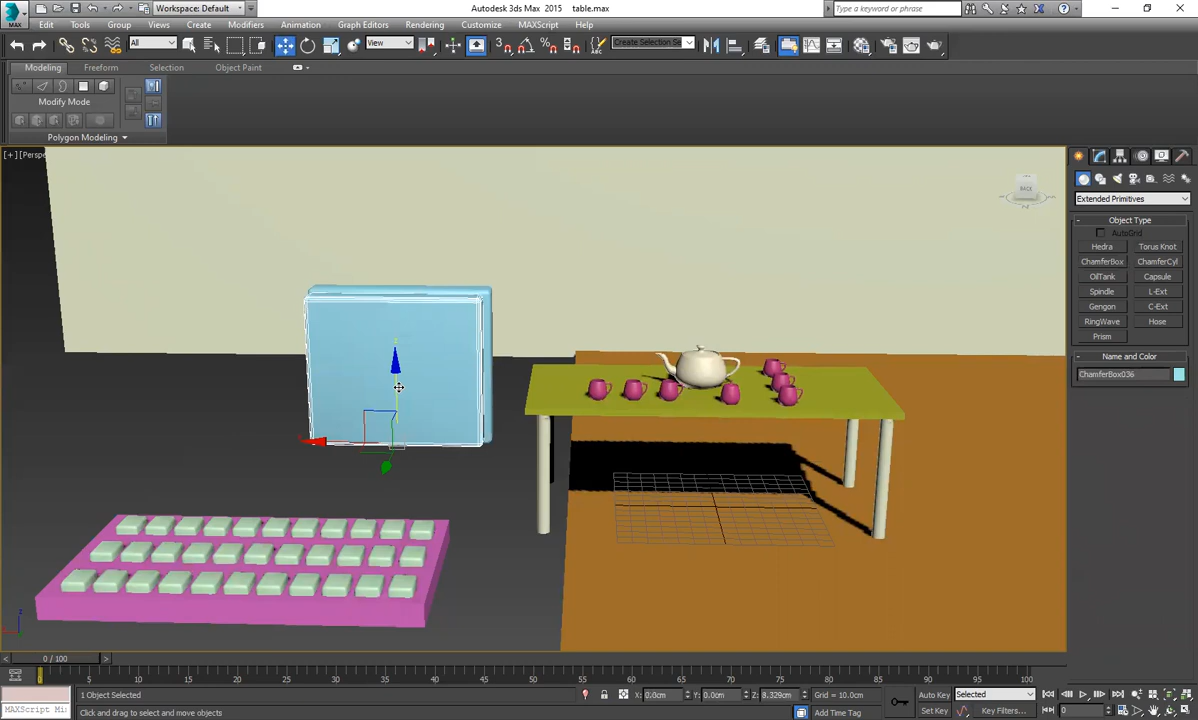 Workspace: Default
Autodesk 3ds Max 2015 table.max
Type a keyword or phrase
MAX
Edit Tools Group Views Create Modifiers Animation Graph Editors Rendering Customize MAXScript Help
All
View
Create Selection Se
Modeling Freeform Selection Object Paint
Modify Mode
Polygon Modeling
[+] [Perspe
BACK
Extended Primitives
Object Type
AutoGrid
Hedra Torus Knot
ChamferBox ChamferCyl
OilTank Capsule
Spindle L-Ext
Gengon C-Ext
RingWave Hose
Prism
Name and Color
ChamferBox036
0 / 100
0 5 10 15 20 25 30 35 40 45 50 55 60 65 70 75 80 85 90 95 100
1 Object Selected
X: 0.0cm Y: 0.0cm Z: 8.329cm Grid = 10.0cm
Auto Key Selected
MAXScript Mi
Click and drag to select and move objects
Add Time Tag
Set Key Key Filters...
0